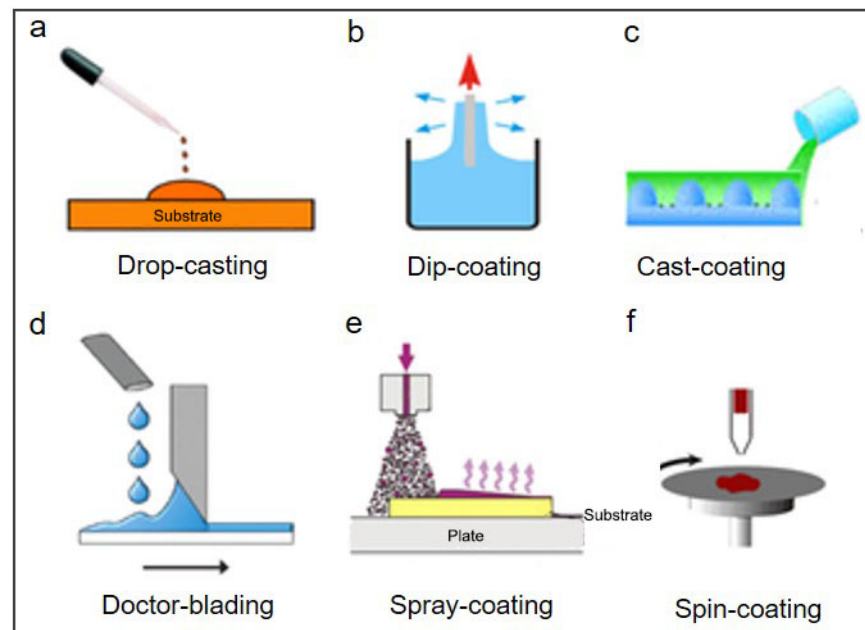 a
b
c
Substrate
Drop-casting
Dip-coating
Cast-coating
d
e
f
Substrate
Plate
Doctor-blading
Spray-coating
Spin-coating